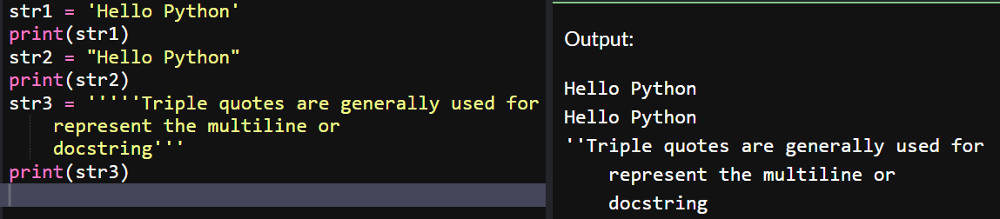 str1 = 'Hello Python'
print(str1)
str2 = "Hello Python"
print(str2)
str3 = '''''Triple quotes are generally used for
    represent the multiline or
    docstring'''
print(str3)
Output:
Hello Python
Hello Python
''Triple quotes are generally used for
    represent the multiline or
    docstring